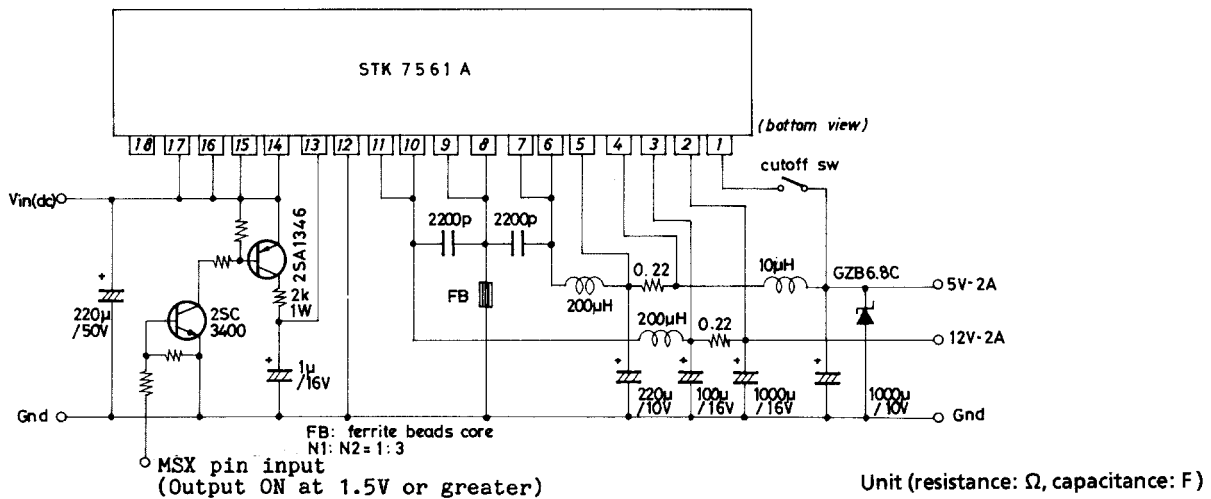 STK 7561 A
(bottom view)
18 17 16 15 14 13 12 11 10 9 8 7 6 5 4 3 2 1
cutoff sw
Vin(dc)
2SA1346
2200p 2200p
0.22 10μH GZB6.8C
5V-2A
200μH
220μ
/50V
2SC
3400
2k
1W
FB
200μH 0.22
12V-2A
1μ
/16V
220μ
/10V
100μ
/16V
1000μ
/16V
1000μ
/10V
Gnd
Gnd
FB: ferrite beads core
N1: N2=1:3
MSX pin input
(Output ON at 1.5V or greater)
Unit (resistance: Ω, capacitance: F)